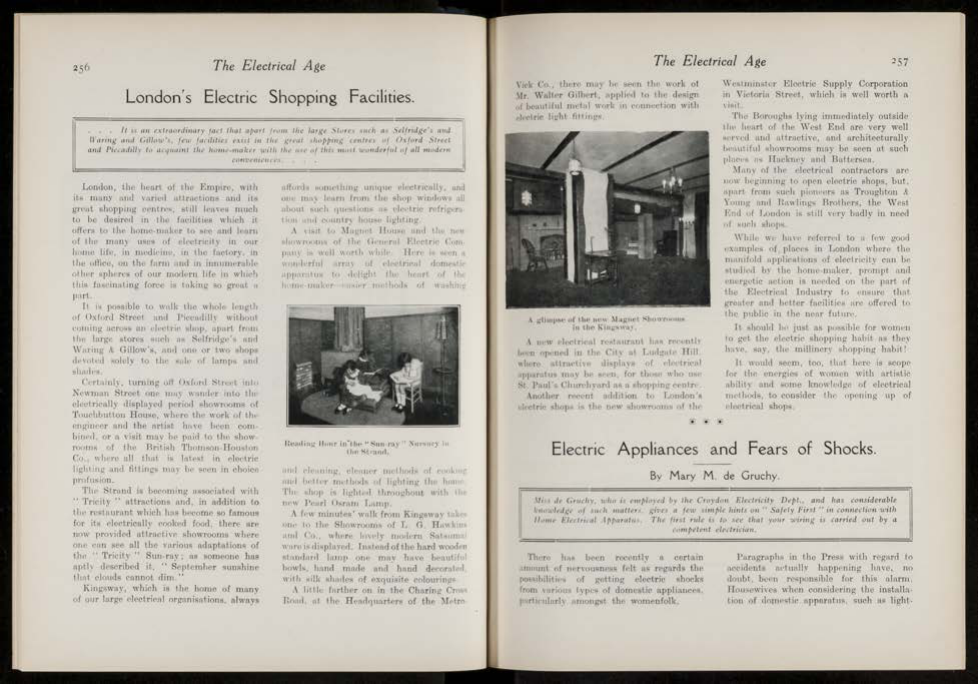 256
The Electrical Age
London's Electric Shopping Facilities.
. . . It is an extraordinary fact that apart from the large Stores such as Selfridge's and
Waring and Gillow's, few facilities exist in the great shopping centres of Oxford Street
and Piccadilly to acquaint the home-maker with the use of this most wonderful of all modern
conveniences. . . .
London, the heart of the Empire, with
its many and varied attractions and its
great shopping centres, still leaves much
to be desired in the facilities which it
offers to the home-maker to see and learn
of the many uses of electricity in our
home life, in medicine, in the factory, in
the office, on the farm and in innumerable
other spheres of our modern life in which
this fascinating force is taking so great a
part.
It is possible to walk the whole length
of Oxford Street and Piccadilly without
coming across an electric shop, apart from
the large stores such as Selfridge's and
Waring & Gillow's, and one or two shops
devoted solely to the sale of lamps and
shades.
Certainly, turning off Oxford Street into
Newman Street one may wander into the
electrically displayed period showrooms of
Touchbutton House, where the work of the
engineer and the artist have been com-
bined, or a visit may be paid to the show-
rooms of the British Thomson-Houston
Co., where all that is latest in electric
lighting and fittings may be seen in choice
profusion.
The Strand is becoming associated with
" Tricity " attractions and, in addition to
the restaurant which has become so famous
for its electrically cooked food, there are
now provided attractive showrooms where
one can see all the various adaptations of
the " Tricity " Sun-ray; as someone has
aptly described it, " September sunshine
that clouds cannot dim."
Kingsway, which is the home of many
of our large electrical organisations, always
affords something unique electrically, and
one may learn from the shop windows all
about such questions as electric refrigera-
tion and country house lighting.
A visit to Magnet House and the new
showrooms of the General Electric Com-
pany is well worth while. Here is seen a
wonderful array of electrical domestic
apparatus to delight the heart of the
home-maker—easier methods of washing
Reading Hour in the " Sun-ray " Nursery in
the Strand.
and cleaning, cleaner methods of cooking
and better methods of lighting the home.
The shop is lighted throughout with the
new Pearl Osram Lamp.
A few minutes' walk from Kingsway takes
one to the Showrooms of L. G. Hawkins
and Co., where lovely modern Satsuma
ware is displayed. Instead of the hard wooden
standard lamp one may have beautiful
bowls, hand made and hand decorated,
with silk shades of exquisite colourings.
A little farther on in the Charing Cross
Road, at the Headquarters of the Metro-
The Electrical Age
257
Vick Co., there may be seen the work of
Mr. Walter Gilbert, applied to the design
of beautiful metal work in connection with
electric light fittings.
A glimpse of the new Magnet Showrooms
in the Kingsway.
A new electrical restaurant has recently
been opened in the City at Ludgate Hill,
where attractive displays of electrical
apparatus may be seen, for those who use
St. Paul's Churchyard as a shopping centre.
Another recent addition to London's
electric shops is the new showrooms of the
Westminster Electric Supply Corporation
in Victoria Street, which is well worth a
visit.
The Boroughs lying immediately outside
the heart of the West End are very well
served and attractive, and architecturally
beautiful showrooms may be seen at such
places as Hackney and Battersea.
Many of the electrical contractors are
now beginning to open electric shops, but,
apart from such pioneers as Troughton &
Young and Rawlings Brothers, the West
End of London is still very badly in need
of such shops.
While we have referred to a few good
examples of places in London where the
manifold applications of electricity can be
studied by the home-maker, prompt and
energetic action is needed on the part of
the Electrical Industry to ensure that
greater and better facilities are offered to
the public in the near future.
It should be just as possible for women
to get the electric shopping habit as they
have, say, the millinery shopping habit!
It would seem, too, that here is scope
for the energies of women with artistic
ability and some knowledge of electrical
methods, to consider the opening up of
electrical shops.
* * *
Electric Appliances and Fears of Shocks.
By Mary M. de Gruchy.
Miss de Gruchy, who is employed by the Croydon Electricity Dept., and has considerable
knowledge of such matters, gives a few simple hints on " Safety First " in connection with
Home Electrical Apparatus. The first rule is to see that your wiring is carried out by a
competent electrician.
There has been recently a certain
amount of nervousness felt as regards the
possibilities of getting electric shocks
from various types of domestic appliances,
particularly amongst the womenfolk.
Paragraphs in the Press with regard to
accidents actually happening have, no
doubt, been responsible for this alarm.
Housewives when considering the installa-
tion of domestic apparatus, such as light-